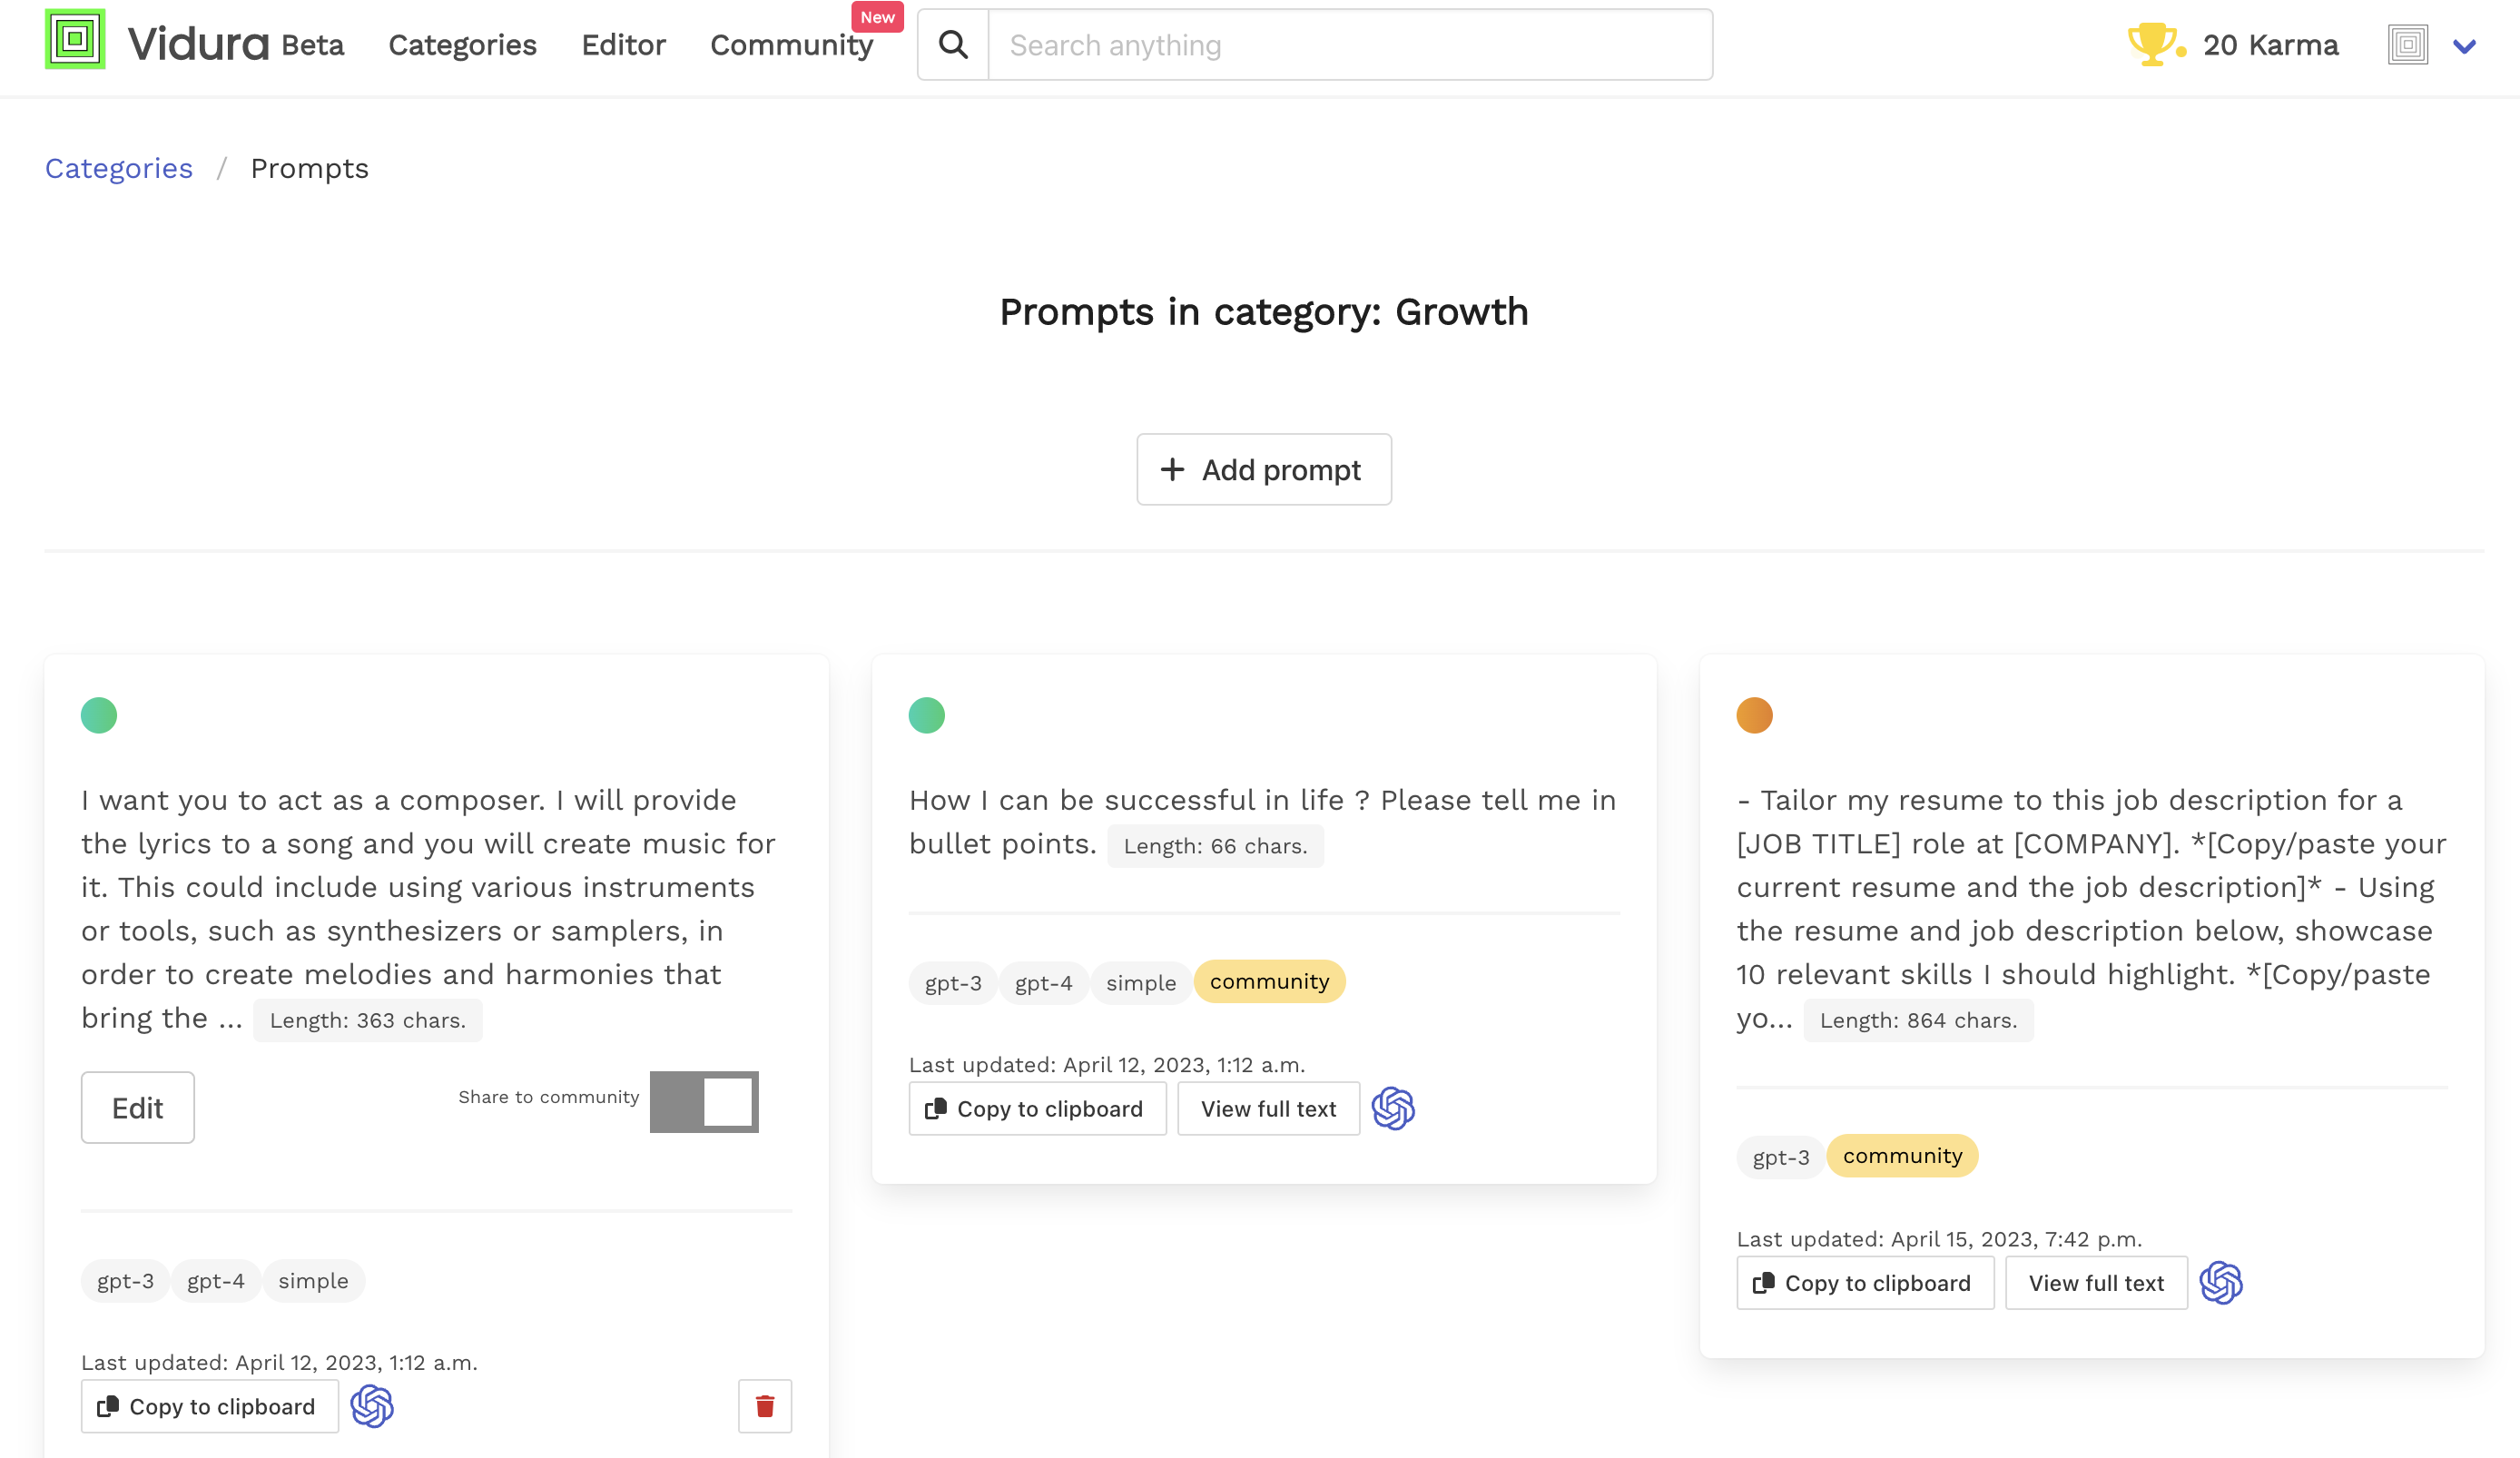 Vidura Beta Categories Editor Community New Search anything 20 Karma
Categories / Prompts
Prompts in category: Growth
+ Add prompt
I want you to act as a composer. I will provide
the lyrics to a song and you will create music for
it. This could include using various instruments
or tools, such as synthesizers or samplers, in
order to create melodies and harmonies that
bring the ... Length: 363 chars.
Edit Share to community
gpt-3 gpt-4 simple
Last updated: April 12, 2023, 1:12 a.m.
Copy to clipboard
How I can be successful in life ? Please tell me in
bullet points. Length: 66 chars.
gpt-3 gpt-4 simple community
Last updated: April 12, 2023, 1:12 a.m.
Copy to clipboard View full text
- Tailor my resume to this job description for a
[JOB TITLE] role at [COMPANY]. *[Copy/paste your
current resume and the job description]* - Using
the resume and job description below, showcase
10 relevant skills I should highlight. *[Copy/paste
yo... Length: 864 chars.
gpt-3 community
Last updated: April 15, 2023, 7:42 p.m.
Copy to clipboard View full text